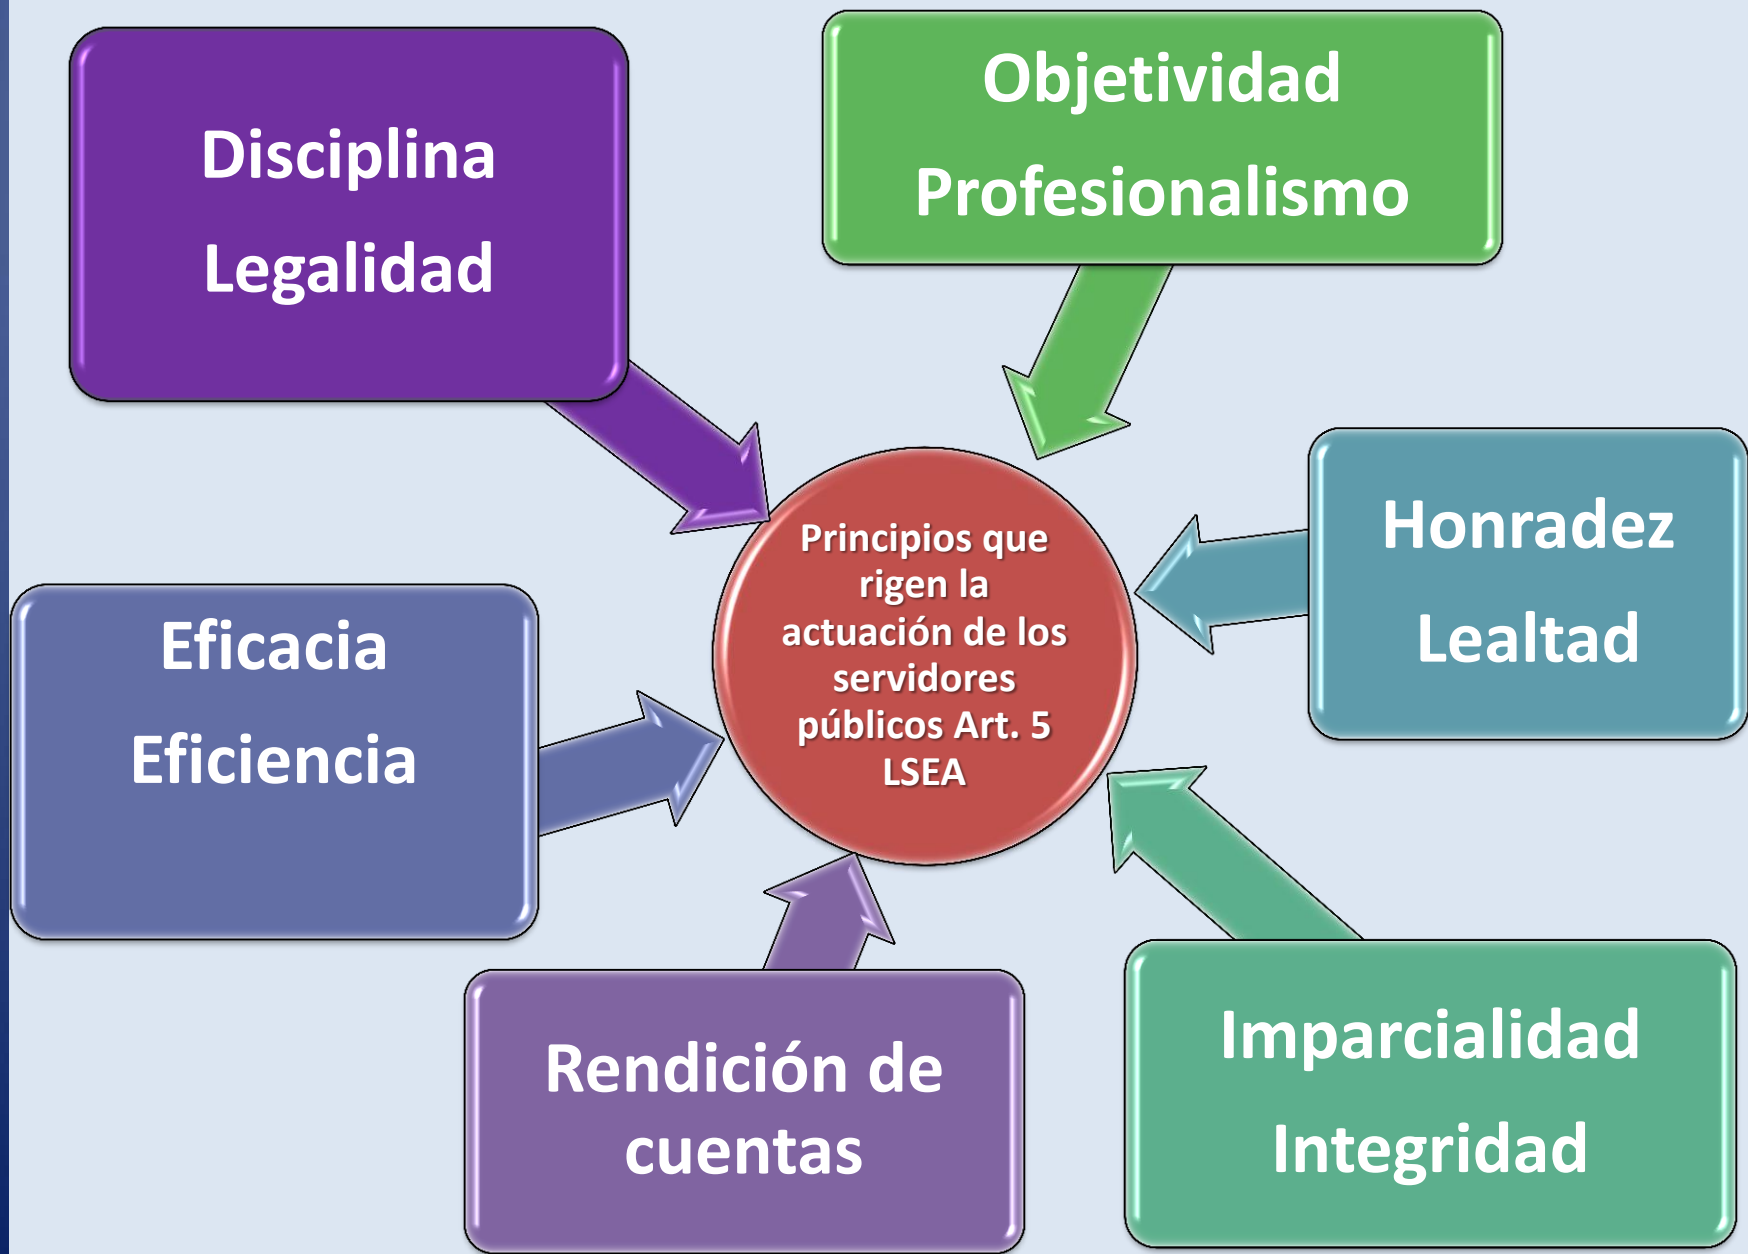 Disciplina
Legalidad
Objetividad
Profesionalismo
Honradez
Lealtad
Principios que
rigen la
actuación de los
servidores
públicos Art. 5
LSEA
Eficacia
Eficiencia
Rendición de
cuentas
Imparcialidad
Integridad